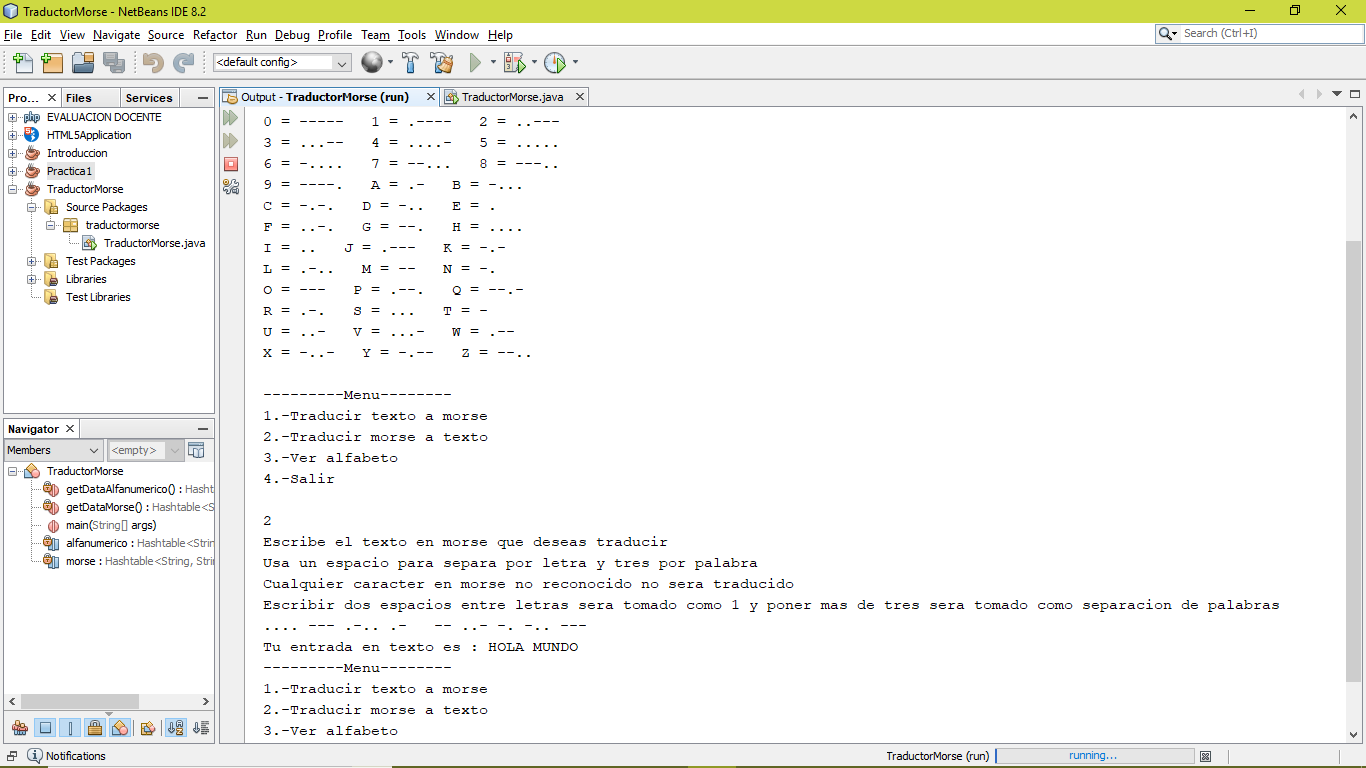 TraductorMorse - NetBeans IDE 8.2
File Edit View Navigate Source Refactor Run Debug Profile Team Tools Window Help
Search (Ctrl+I)
<default config>
Pro... Files Services
EVALUACION DOCENTE
HTML5Application
Introduccion
Practica1
TraductorMorse
Source Packages
traductormorse
TraductorMorse.java
Test Packages
Libraries
Test Libraries
Navigator
Members <empty>
TraductorMorse
getDataAlfanumerico() : Hasht
getDataMorse() : Hashtable<S
main(String[] args)
alfanumerico : Hashtable<Strin
morse : Hashtable<String, Stri
Output - TraductorMorse (run) TraductorMorse.java
0 = ----- 1 = .---- 2 = ..---
3 = ...-- 4 = ....- 5 = .....
6 = -.... 7 = --... 8 = ---..
9 = ----. A = .- B = -...
C = -.-. D = -.. E = .
F = ..-. G = --. H = ....
I = .. J = .--- K = -.-
L = .-.. M = -- N = -.
O = --- P = .--. Q = --.-
R = .-. S = ... T = -
U = ..- V = ...- W = .--
X = -..- Y = -.-- Z = --..
---------Menu--------
1.-Traducir texto a morse
2.-Traducir morse a texto
3.-Ver alfabeto
4.-Salir
2
Escribe el texto en morse que deseas traducir
Usa un espacio para separa por letra y tres por palabra
Cualquier caracter en morse no reconocido no sera traducido
Escribir dos espacios entre letras sera tomado como 1 y poner mas de tres sera tomado como separacion de palabras
.... --- .-.. .-   -- ..- -. -.. ---
Tu entrada en texto es : HOLA MUNDO
---------Menu--------
1.-Traducir texto a morse
2.-Traducir morse a texto
3.-Ver alfabeto
Notifications
TraductorMorse (run) running...